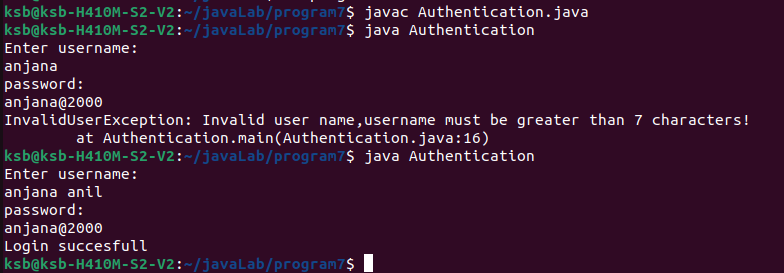 ksb@ksb-H410M-S2-V2:~/javaLab/program7$ javac Authentication.java
ksb@ksb-H410M-S2-V2:~/javaLab/program7$ java Authentication
Enter username:
anjana
password:
anjana@2000
InvalidUserException: Invalid user name,username must be greater than 7 characters!
        at Authentication.main(Authentication.java:16)
ksb@ksb-H410M-S2-V2:~/javaLab/program7$ java Authentication
Enter username:
anjana anil
password:
anjana@2000
Login succesfull
ksb@ksb-H410M-S2-V2:~/javaLab/program7$